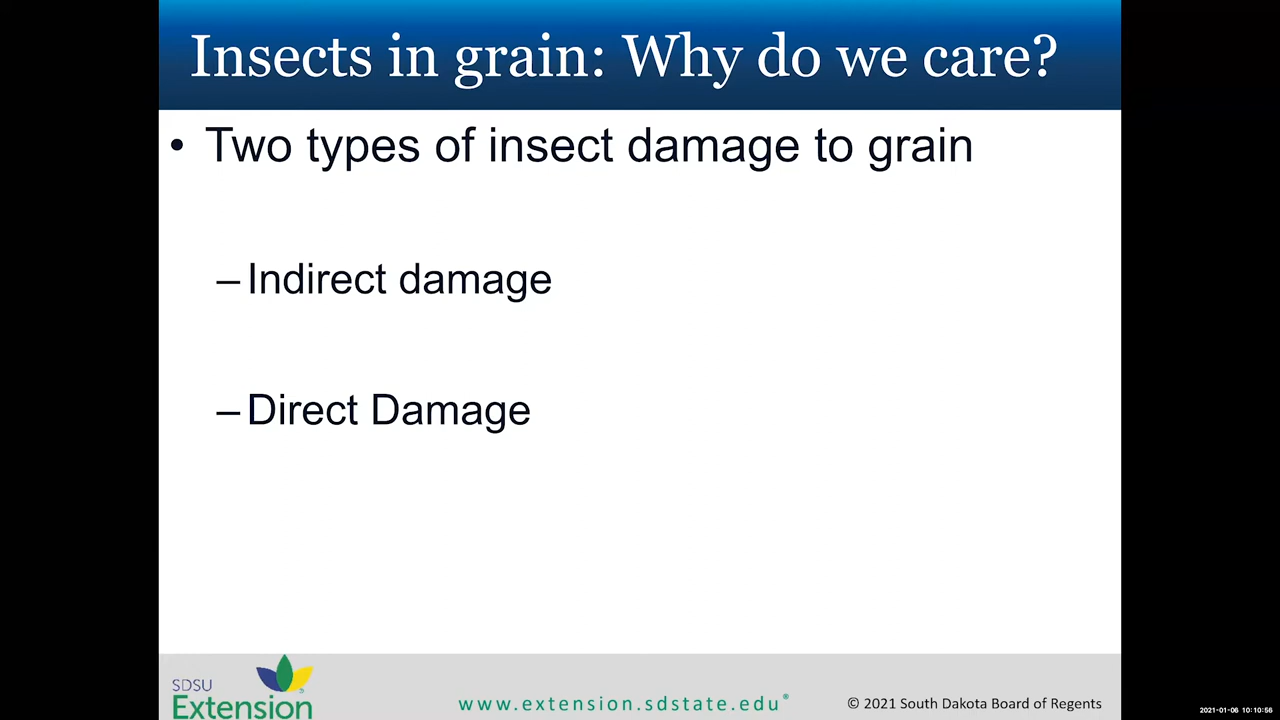 Insects in grain: Why do we care?
• Two types of insect damage to grain
– Indirect damage
– Direct Damage
SDSU
Extension
www.extension.sdstate.edu®
© 2021 South Dakota Board of Regents
2021-01-06 10:10:56